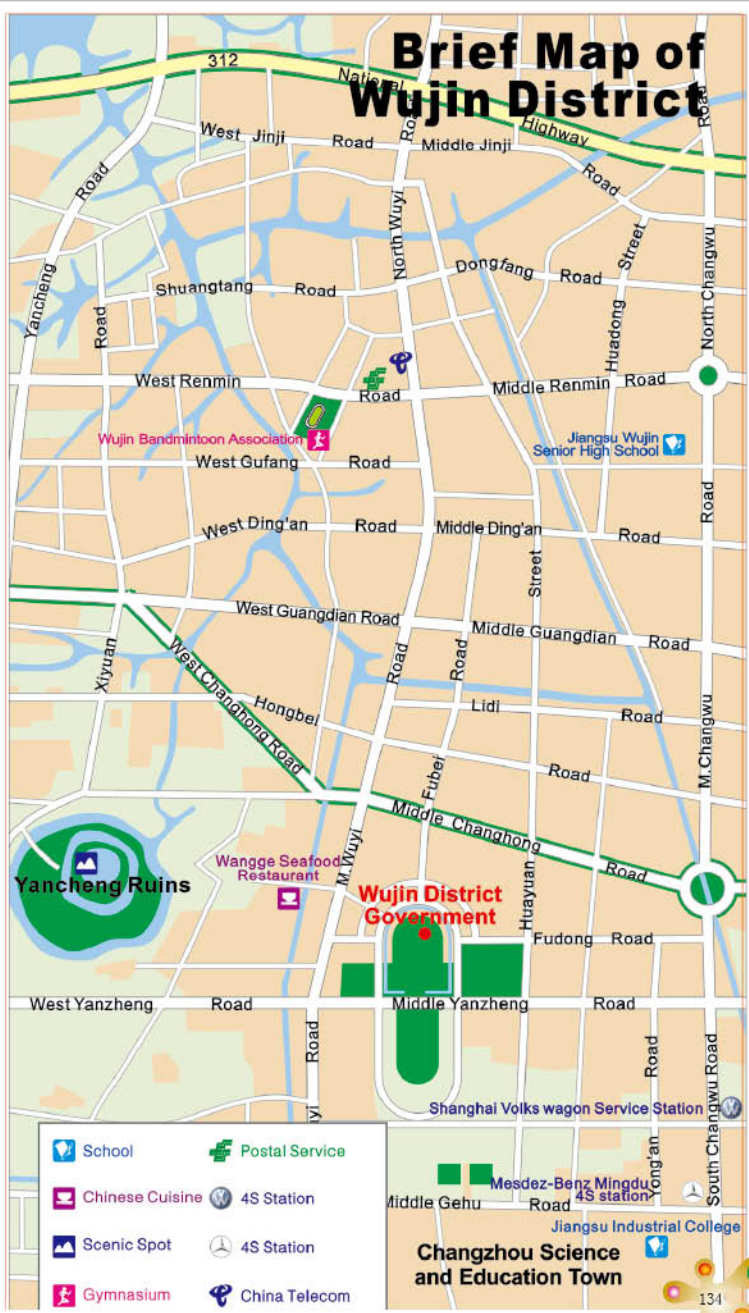 Brief Map of
Wujin District
312
National
Highway
Road
Road
West Jinji
Road
Middle Jinji
Road
Road
Yancheng
North Wuyi
Dongfang
Road
Street
Huadong
North Changwu
Shuangtang
Road
Road
West Renmin
Road
Middle Renmin
Road
Wujin Bandmintoon Association
Jiangsu Wujin
Senior High School
West Gufang
Road
Road
West Ding'an
Road
Middle Ding'an
Road
Street
West Guangdian Road
Middle Guangdian
Road
Xiyuan
West Changhong Road
Road
Road
Hongbei
Lidi
Road
M.Changwu
Road
Fubei
Middle Changhong
Road
M.Wuyi
Huayuan
Yancheng Ruins
Wangge Seafood
Restaurant
Wujin District
Government
Fudong
Road
West Yanzheng
Road
Middle Yanzheng
Road
Road
yi
Road
Yong'an
South Changwu Road
Shanghai Volks wagon Service Station
Mesdez-Benz Mingdu
4S station
Middle Gehu
Road
Jiangsu Industrial College
Changzhou Science
and Education Town
School
Postal Service
Chinese Cuisine
4S Station
Scenic Spot
4S Station
Gymnasium
China Telecom
134